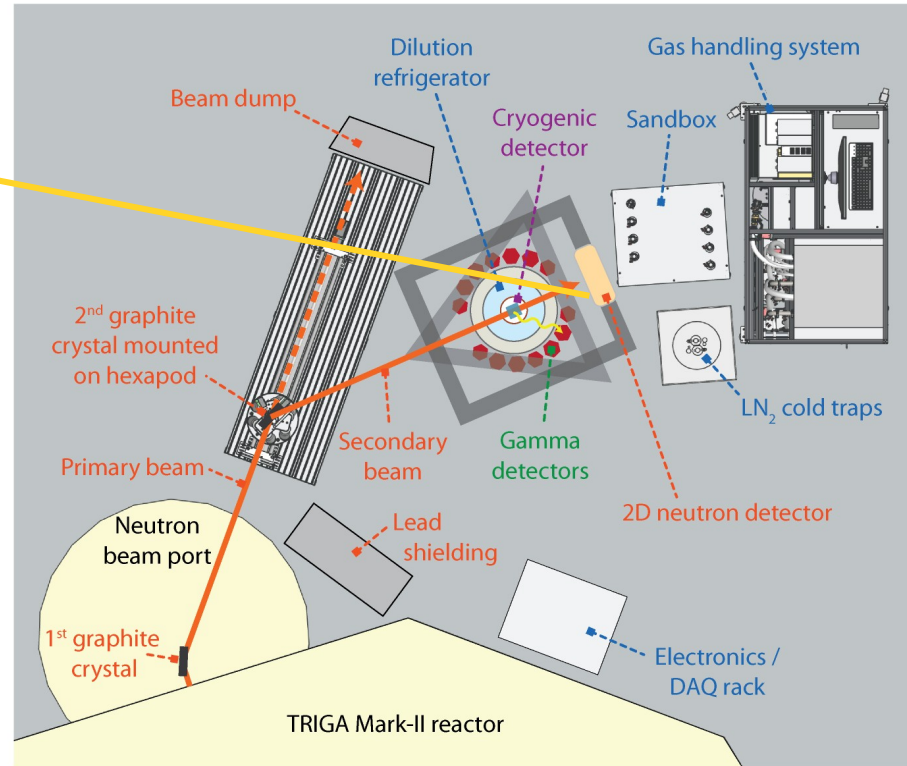 Dilution
refrigerator
Gas handling system
Beam dump
Cryogenic
detector
Sandbox
2nd graphite
crystal mounted
on hexapod
LN2 cold traps
Secondary
beam
Gamma
detectors
Primary beam
2D neutron detector
Neutron
beam port
Lead
shielding
1st graphite
crystal
Electronics /
DAQ rack
TRIGA Mark-II reactor